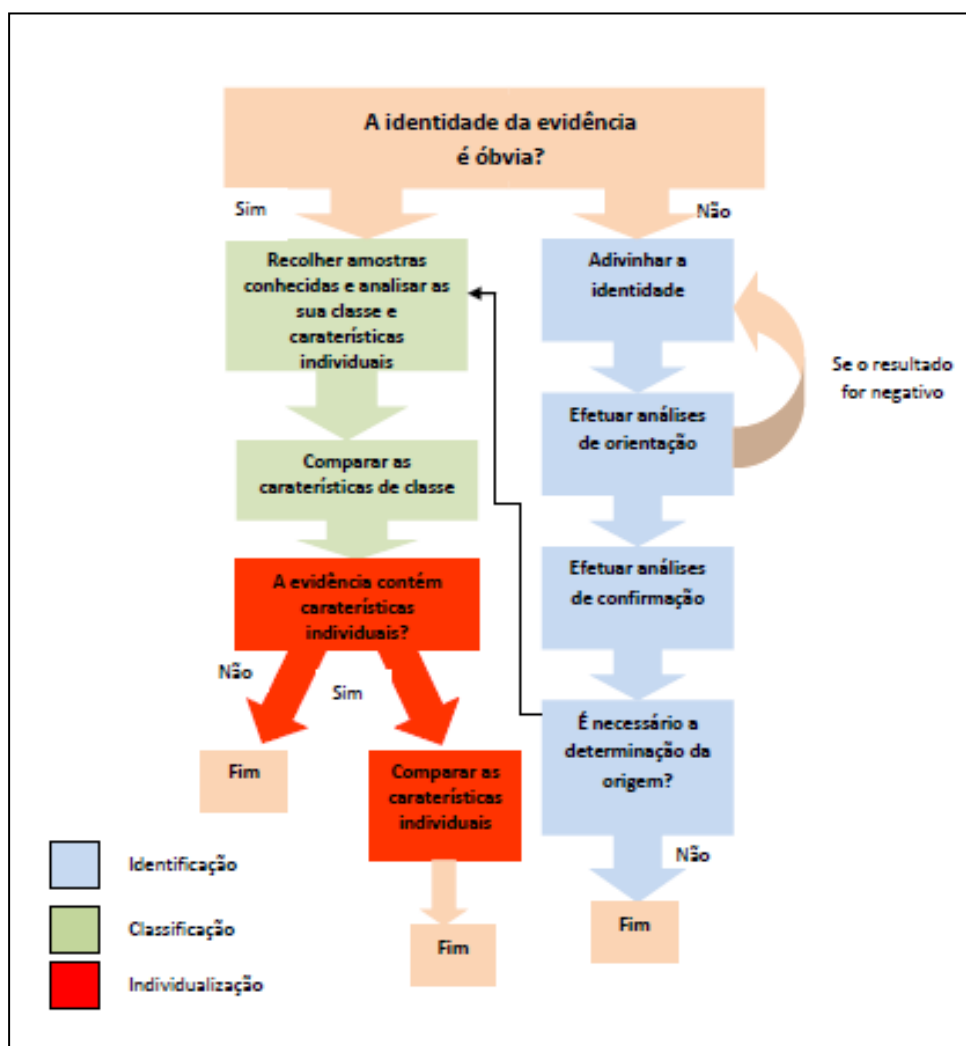 A identidade da evidência
é óbvia?
Sim
Não
Recolher amostras
conhecidas e analisar as
sua classe e
caraterísticas
individuais
Adivinhar a
identidade
Se o resultado
for negativo
Efetuar análises
de orientação
Comparar as
caraterísticas de classe
Efetuar análises
de confirmação
A evidência contém
caraterísticas
individuais?
Não
Sim
É necessário a
determinação da
origem?
Fim
Comparar as
caraterísticas
individuais
Não
Fim
Fim
Identificação
Classificação
Individualização